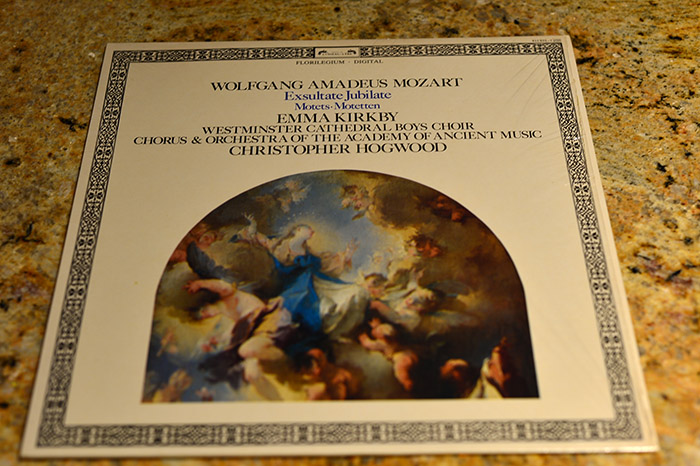 FLORILEGIUM · DIGITAL
WOLFGANG AMADEUS MOZART
Exsultate Jubilate
Motets · Motetten
EMMA KIRKBY
WESTMINSTER CATHEDRAL BOYS CHOIR
CHORUS & ORCHESTRA OF THE ACADEMY OF ANCIENT MUSIC
CHRISTOPHER HOGWOOD